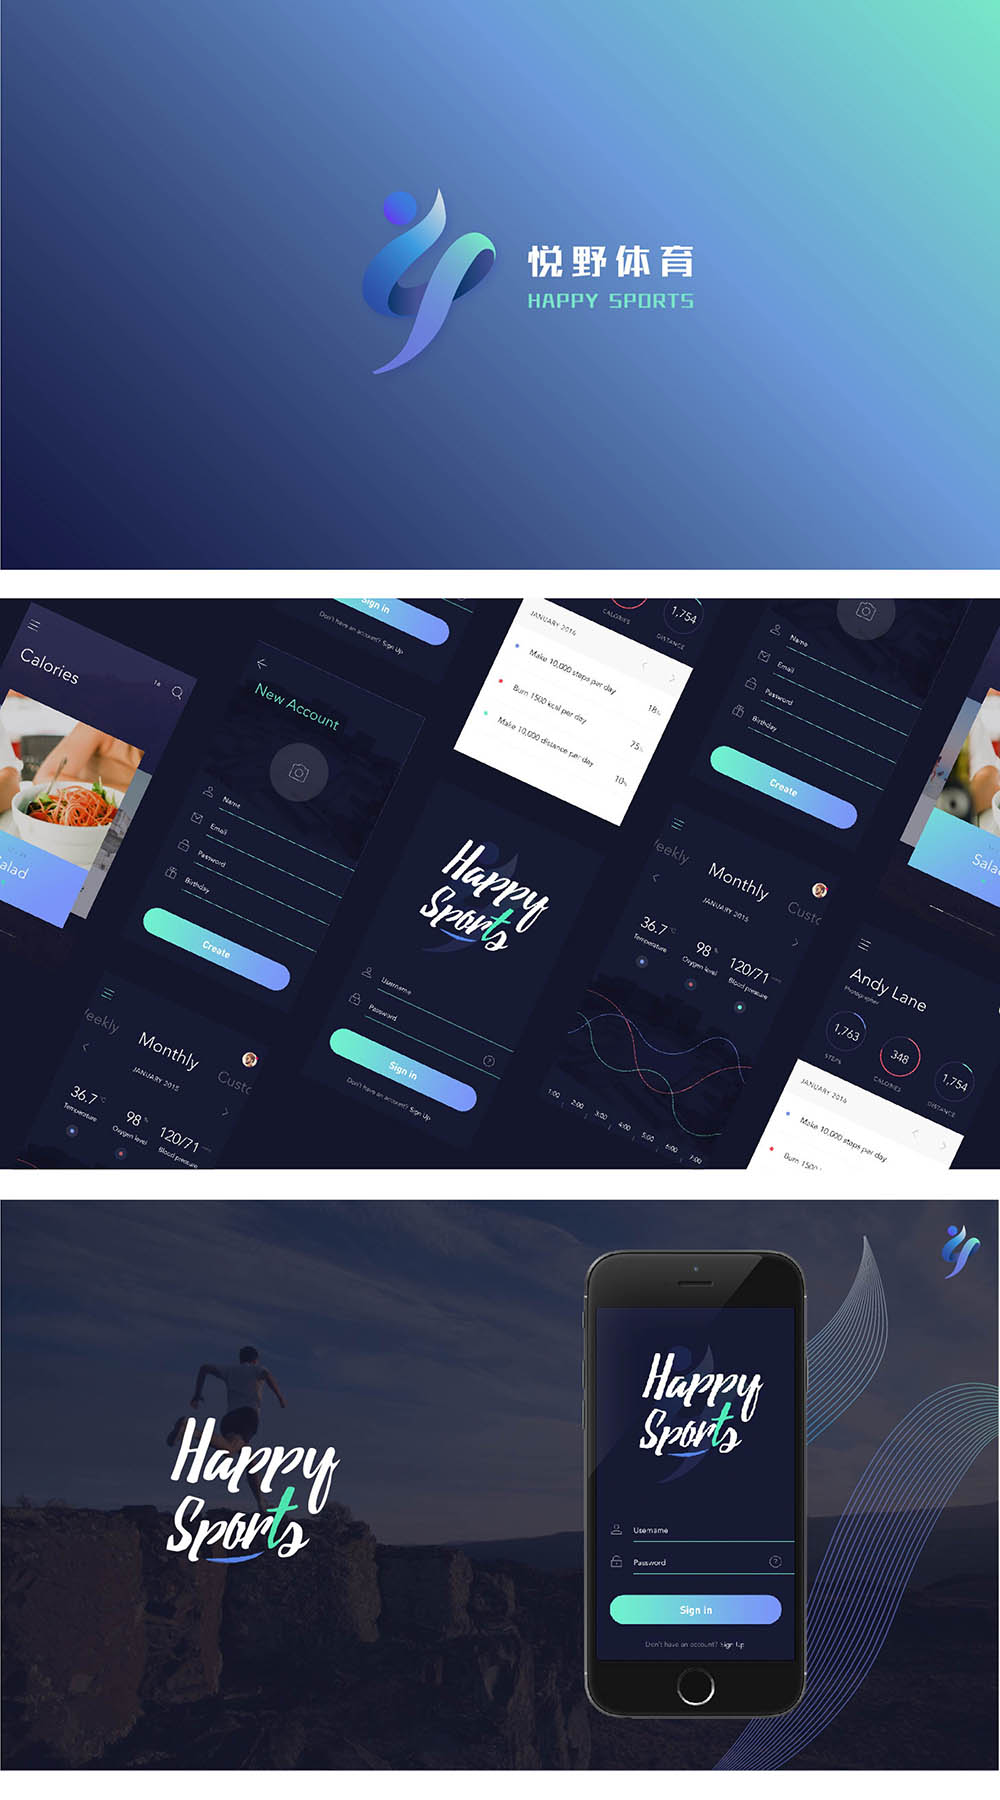 悦野体育
HAPPY SPORTS
Sign in
Don't have an account? Sign Up
Calories
Salad
New Account
Name
Email
Password
Birthday
Create
CALORIES
1,754
DISTANCE
JANUARY 2016
Make 10,000 steps per day
18%
Burn 1500 kcal per day
75%
Make 10,000 distance per day
10%
Name
Email
Password
Birthday
Create
Happy
Sports
Username
Password
?
Sign in
Don't have an account? Sign Up
Weekly
Monthly
JANUARY 2015
36.7 °C
Temperature
98 %
Oxygen level
120/71
Blood pressure
1:00
2:00
3:00
4:00
5:00
6:00
7:00
eekly
Monthly
Custo
JANUARY 2015
36.7 °C
Temperature
98 %
Oxygen level
120/71
Blood pressure
Andy Lane
Photographer
1,763
STEPS
348
CALORIES
1,754
DISTANCE
JANUARY 2016
Make 10,000 steps per day
Burn 1500
Happy
Sports
Happy
Sports
Username
Password
?
Sign in
Don't have an account? Sign Up